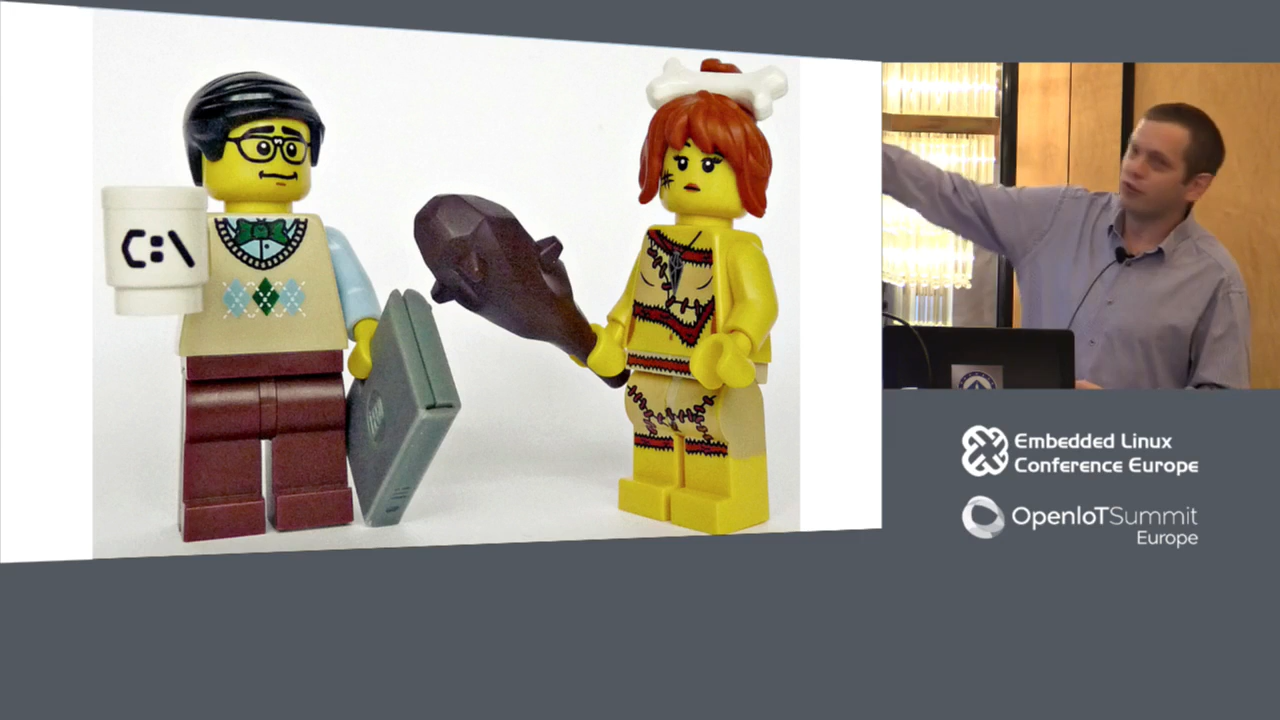 C:\
Embedded Linux
Conference Europe
OpenIoTSummit
Europe